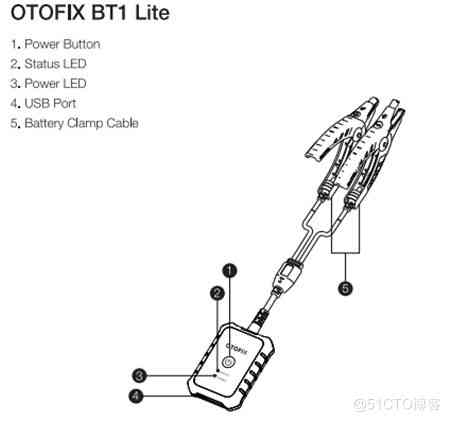 OTOFIX BT1 Lite
1. Power Button
2. Status LED
3. Power LED
4. USB Port
5. Battery Clamp Cable
5
1
2
OTOFIX
3
4
@51CTO博客